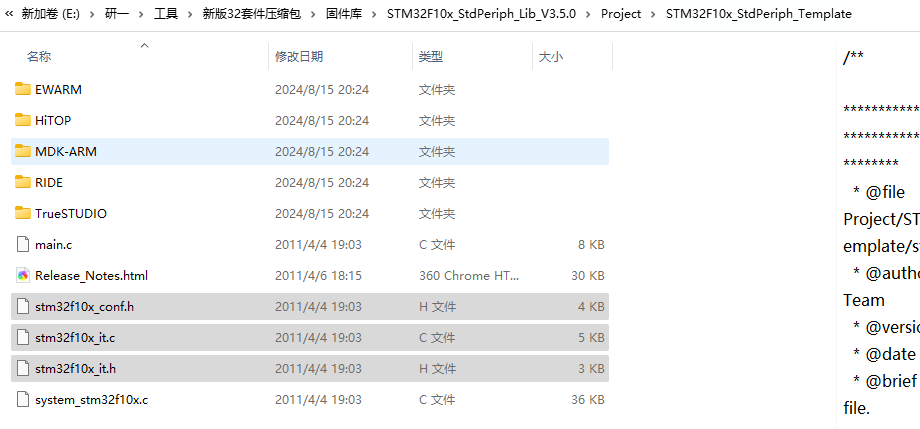 « 新加卷 (E:) > 研一 > 工具 > 新版32套件压缩包 > 固件库 > STM32F10x_StdPeriph_Lib_V3.5.0 > Project > STM32F10x_StdPeriph_Template
名称 修改日期 类型 大小
EWARM 2024/8/15 20:24 文件夹
HiTOP 2024/8/15 20:24 文件夹
MDK-ARM 2024/8/15 20:24 文件夹
RIDE 2024/8/15 20:24 文件夹
TrueSTUDIO 2024/8/15 20:24 文件夹
main.c 2011/4/4 19:03 C 文件 8 KB
Release_Notes.html 2011/4/6 18:15 360 Chrome HT... 30 KB
stm32f10x_conf.h 2011/4/4 19:03 H 文件 4 KB
stm32f10x_it.c 2011/4/4 19:03 C 文件 5 KB
stm32f10x_it.h 2011/4/4 19:03 H 文件 3 KB
system_stm32f10x.c 2011/4/4 19:03 C 文件 36 KB
/**
***********
***********
********
* @file
Project/ST
emplate/s
* @autho
Team
* @versio
* @date
* @brief
file.